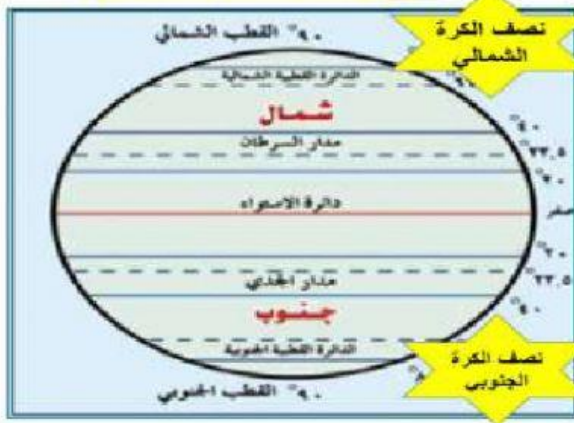 نصف الكرة
الشمالي
٩٠° القطب الشمالي
الدائرة القطبية الشمالية
شمال
٤٠°
مدار السرطان
٢٣,٥°
٢٠°
دائرة الاستواء
صفر
٢٠°
مدار الجدي
٢٣,٥°
٤٠°
جنوب
الدائرة القطبية الجنوبية
نصف الكرة
الجنوبي
٩٠° القطب الجنوبي